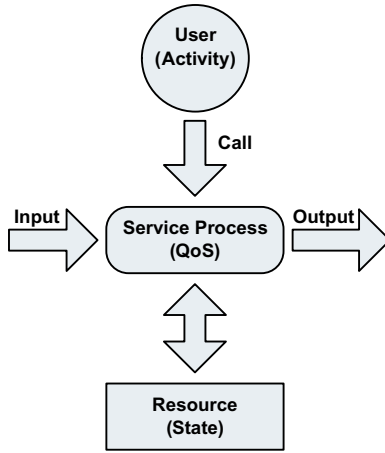 User
(Activity)
Call
Input
Service Process
(QoS)
Output
Resource
(State)